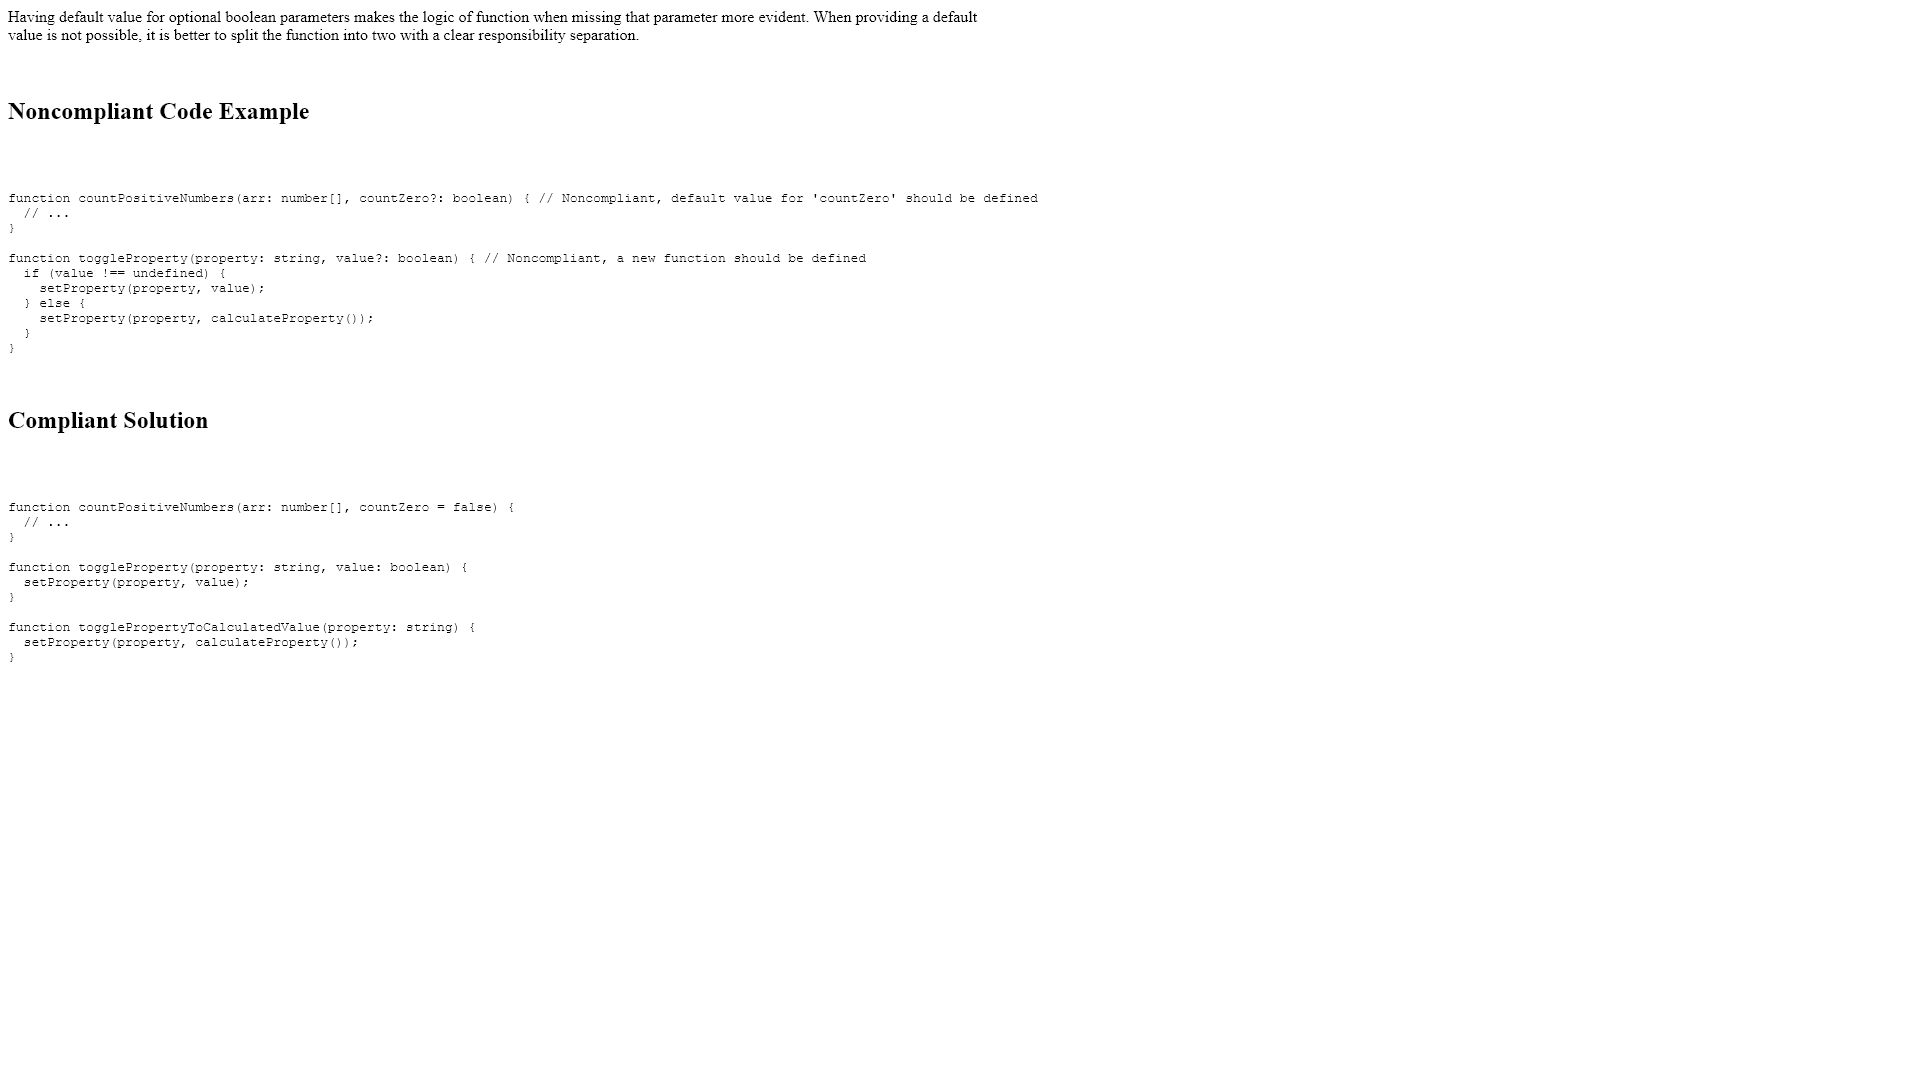 Having default value for optional boolean parameters makes the logic of function when missing that parameter more evident. When providing a default
value is not possible, it is better to split the function into two with a clear responsibility separation.
Noncompliant Code Example
function countPositiveNumbers(arr: number[], countZero?: boolean) { // Noncompliant, default value for 'countZero' should be defined
  // ...
}
function toggleProperty(property: string, value?: boolean) { // Noncompliant, a new function should be defined
  if (value !== undefined) {
    setProperty(property, value);
  } else {
    setProperty(property, calculateProperty());
  }
}
Compliant Solution
function countPositiveNumbers(arr: number[], countZero = false) {
  // ...
}
function toggleProperty(property: string, value: boolean) {
  setProperty(property, value);
}
function togglePropertyToCalculatedValue(property: string) {
  setProperty(property, calculateProperty());
}